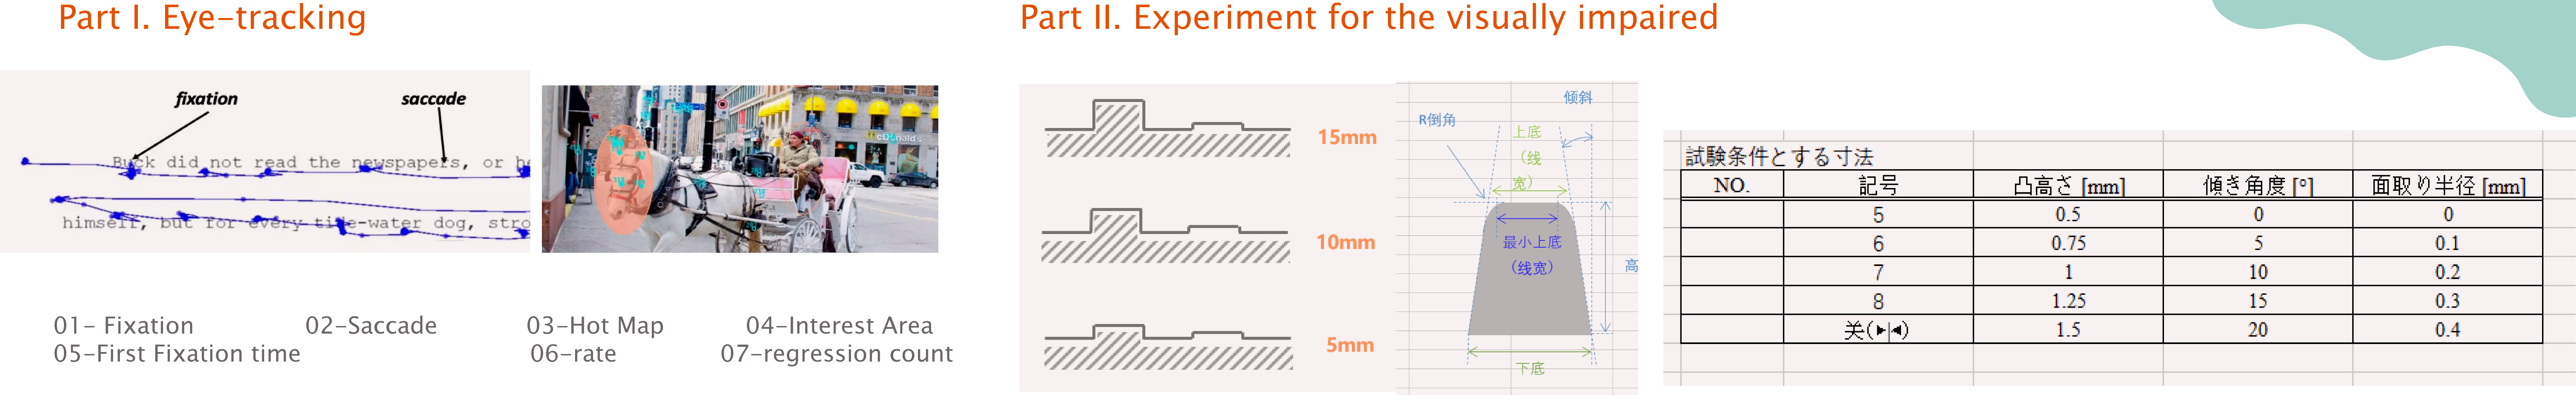 Part I. Eye-tracking
fixation
saccade
Buck did not read the newspapers, or he
himself, but for every tide-water dog, stro
McDonald's
01- Fixation
02-Saccade
03-Hot Map
04-Interest Area
05-First Fixation time
06-rate
07-regression count
Part II. Experiment for the visually impaired
15mm
10mm
5mm
倾斜
R倒角
上底
（线
宽）
最小上底
（线宽）
高
下底
試験条件とする寸法
NO. 記号 凸高さ [mm] 傾き角度 [°] 面取り半径 [mm]
5 0.5 0 0
6 0.75 5 0.1
7 1 10 0.2
8 1.25 15 0.3
关(▶|◀) 1.5 20 0.4